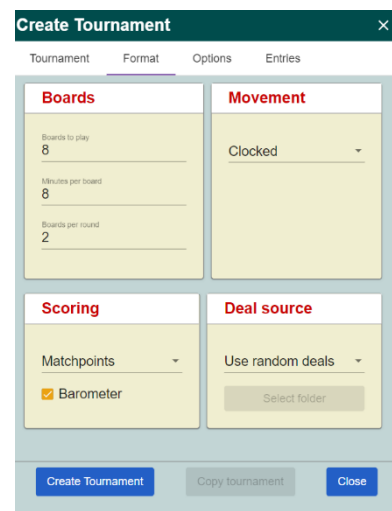 Create Tournament ×
Tournament Format Options Entries
Boards
Boards to play
8
Minutes per board
8
Boards per round
2
Movement
Clocked
Scoring
Matchpoints
Barometer
Deal source
Use random deals
Select folder
Create Tournament Copy tournament Close